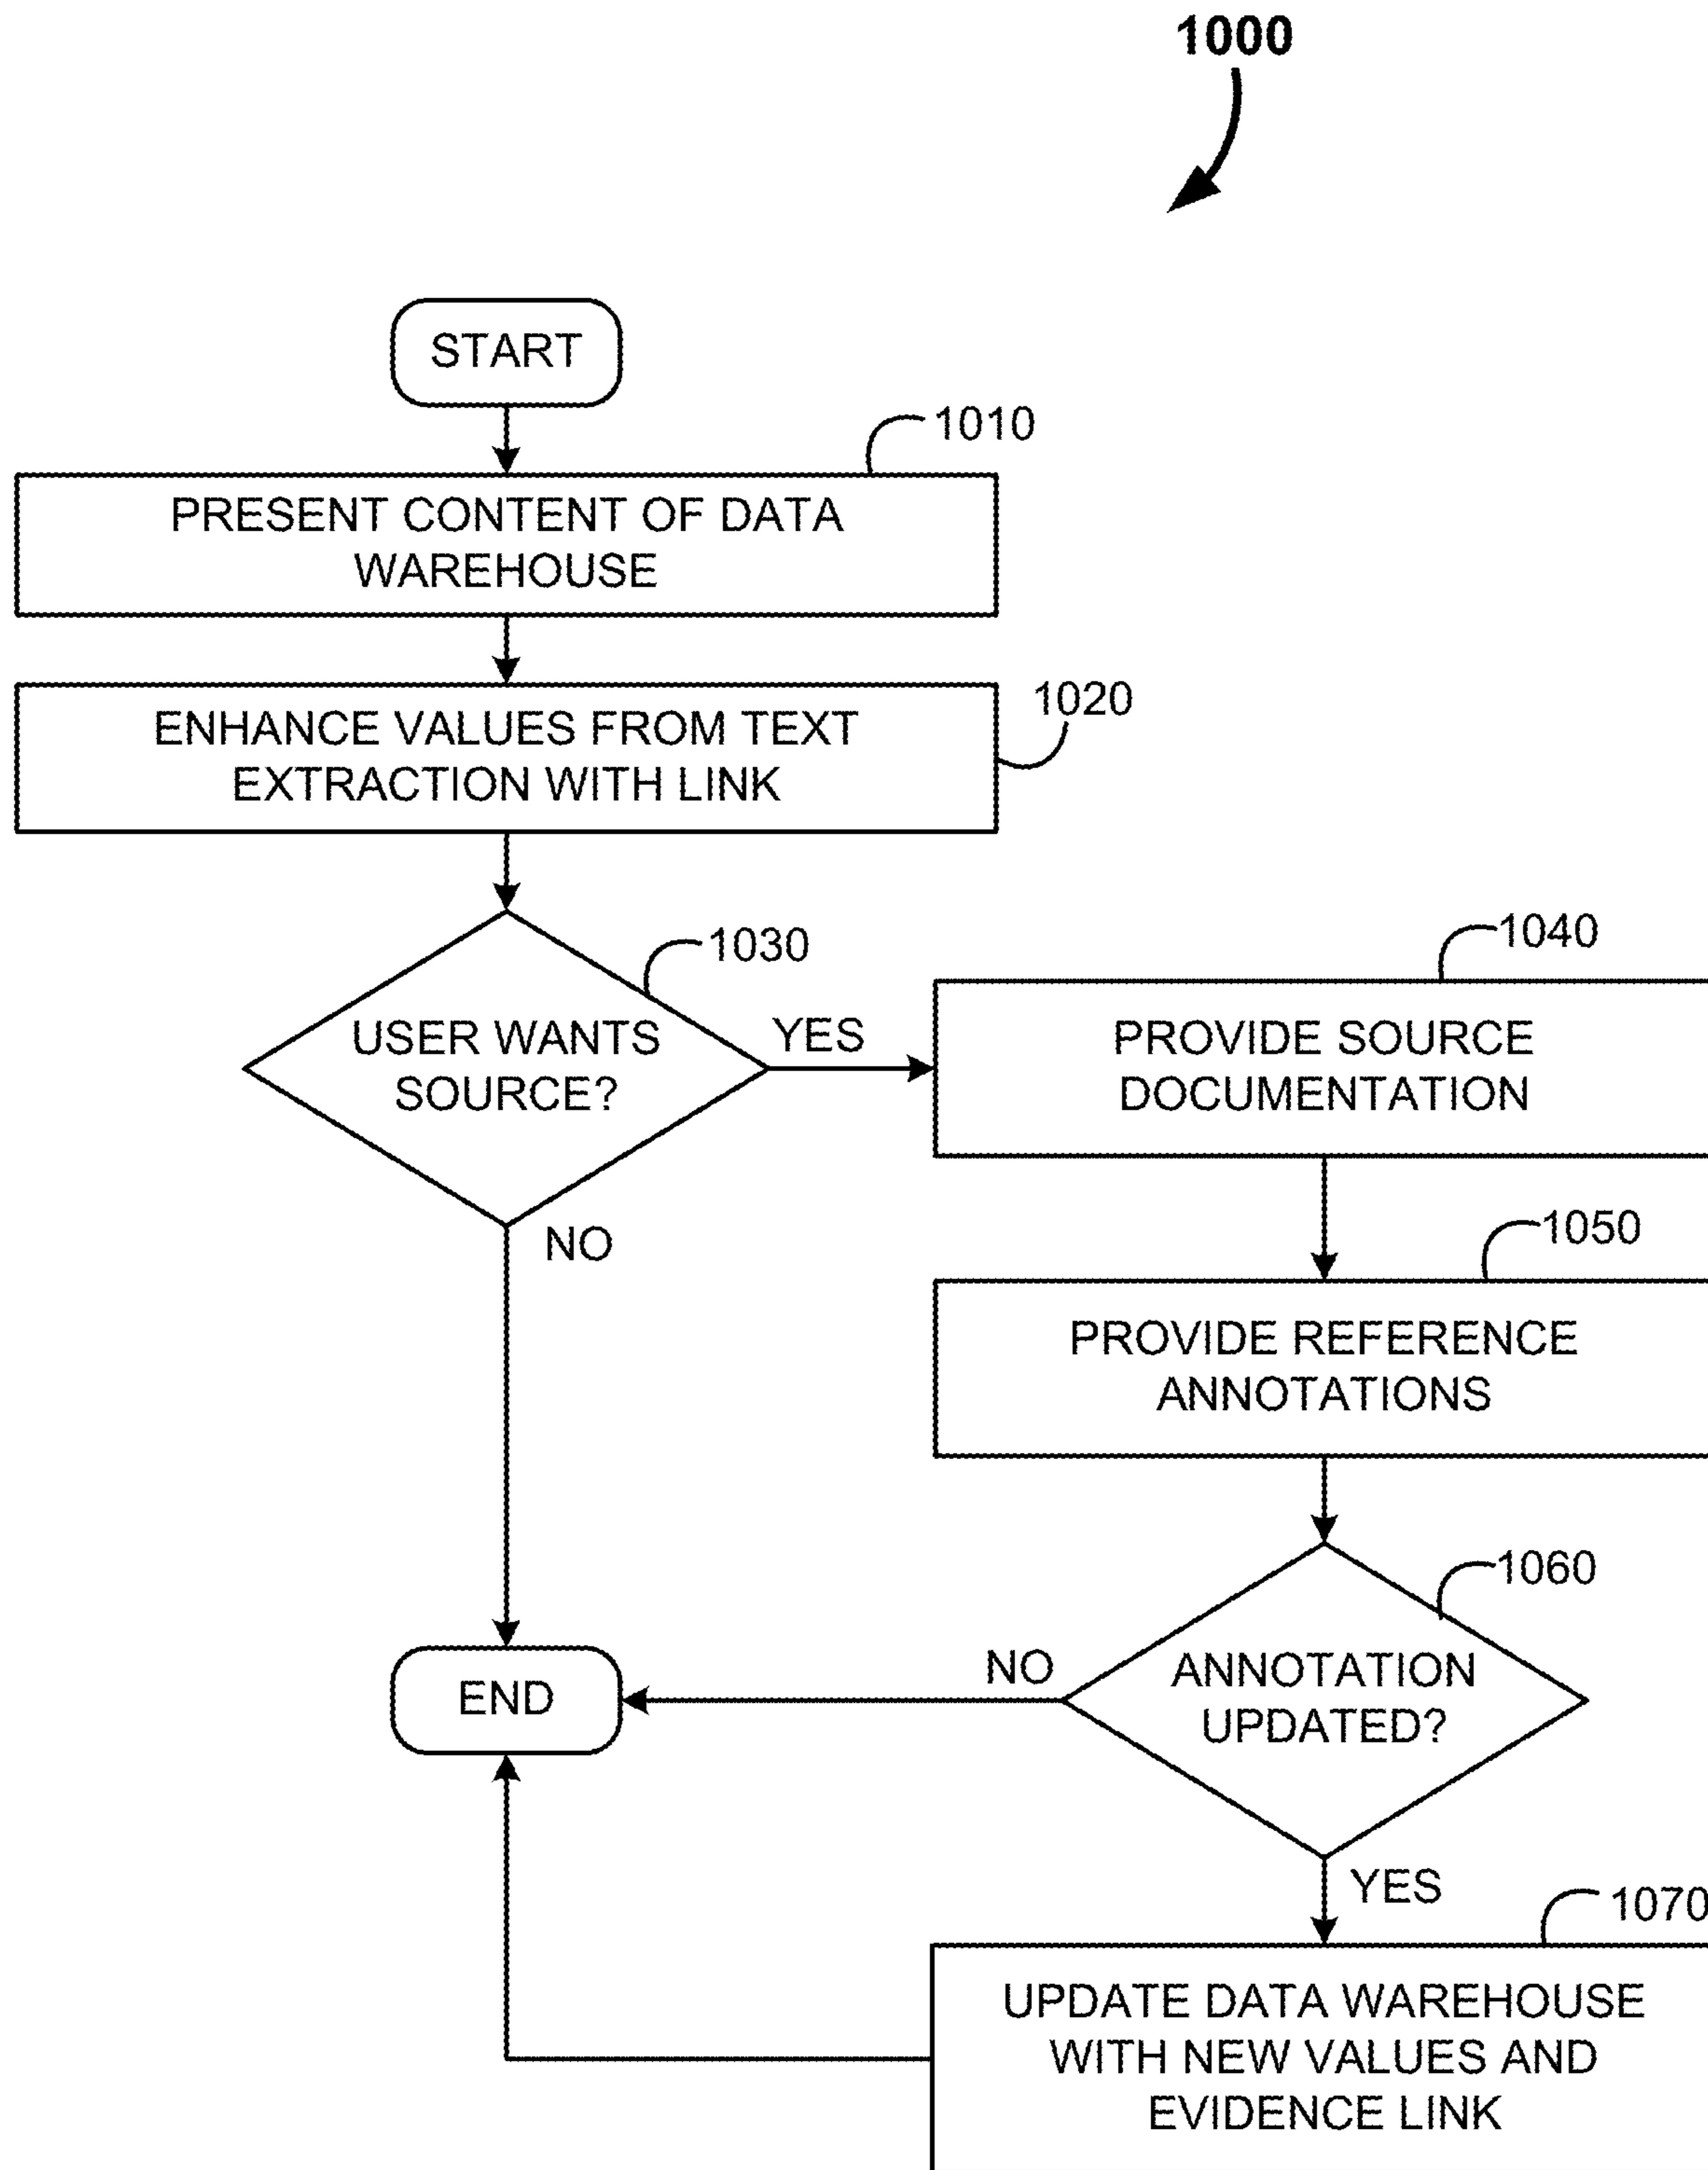 1000
START
1010
PRESENT CONTENT OF DATA
WAREHOUSE
1020
ENHANCE VALUES FROM TEXT
EXTRACTION WITH LINK
1030
USER WANTS
SOURCE?
YES
NO
1040
PROVIDE SOURCE
DOCUMENTATION
1050
PROVIDE REFERENCE
ANNOTATIONS
1060
ANNOTATION
UPDATED?
NO
END
YES
1070
UPDATE DATA WAREHOUSE
WITH NEW VALUES AND
EVIDENCE LINK